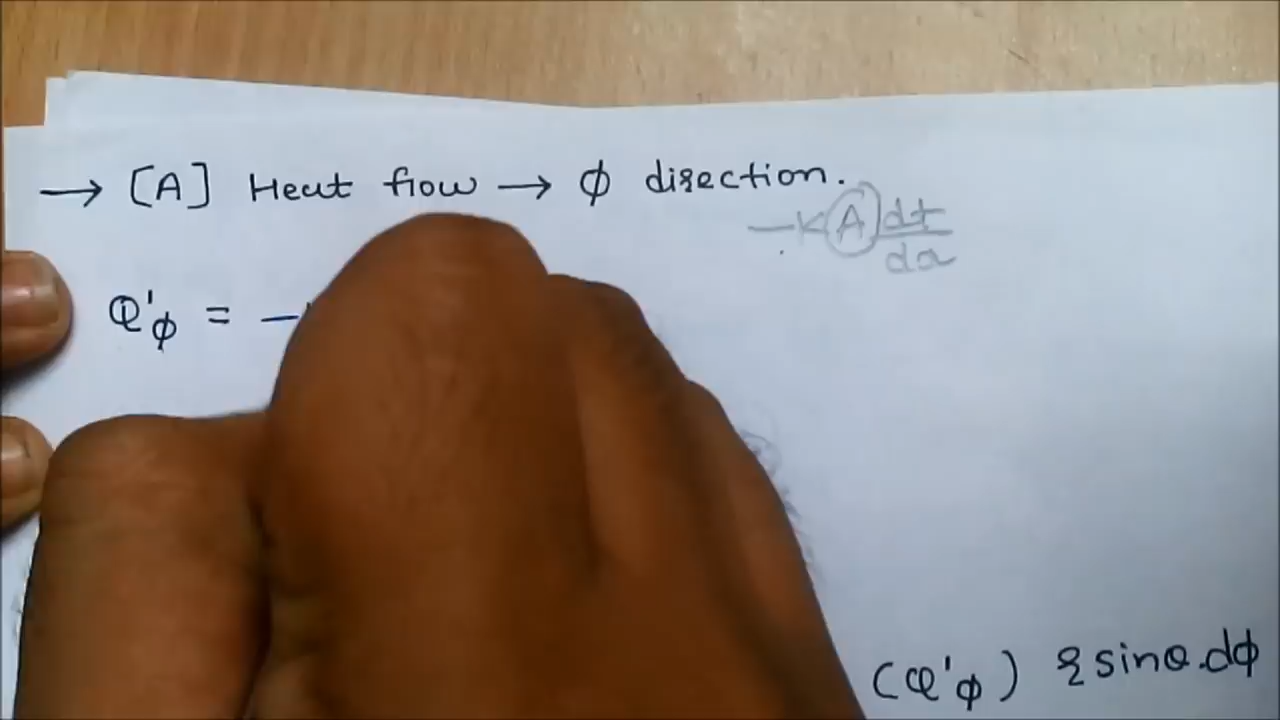 → [A] Heat flow → ϕ direction.
-K A dt/dx
Q'ϕ = -
(Q'ϕ) r sinθ.dϕ